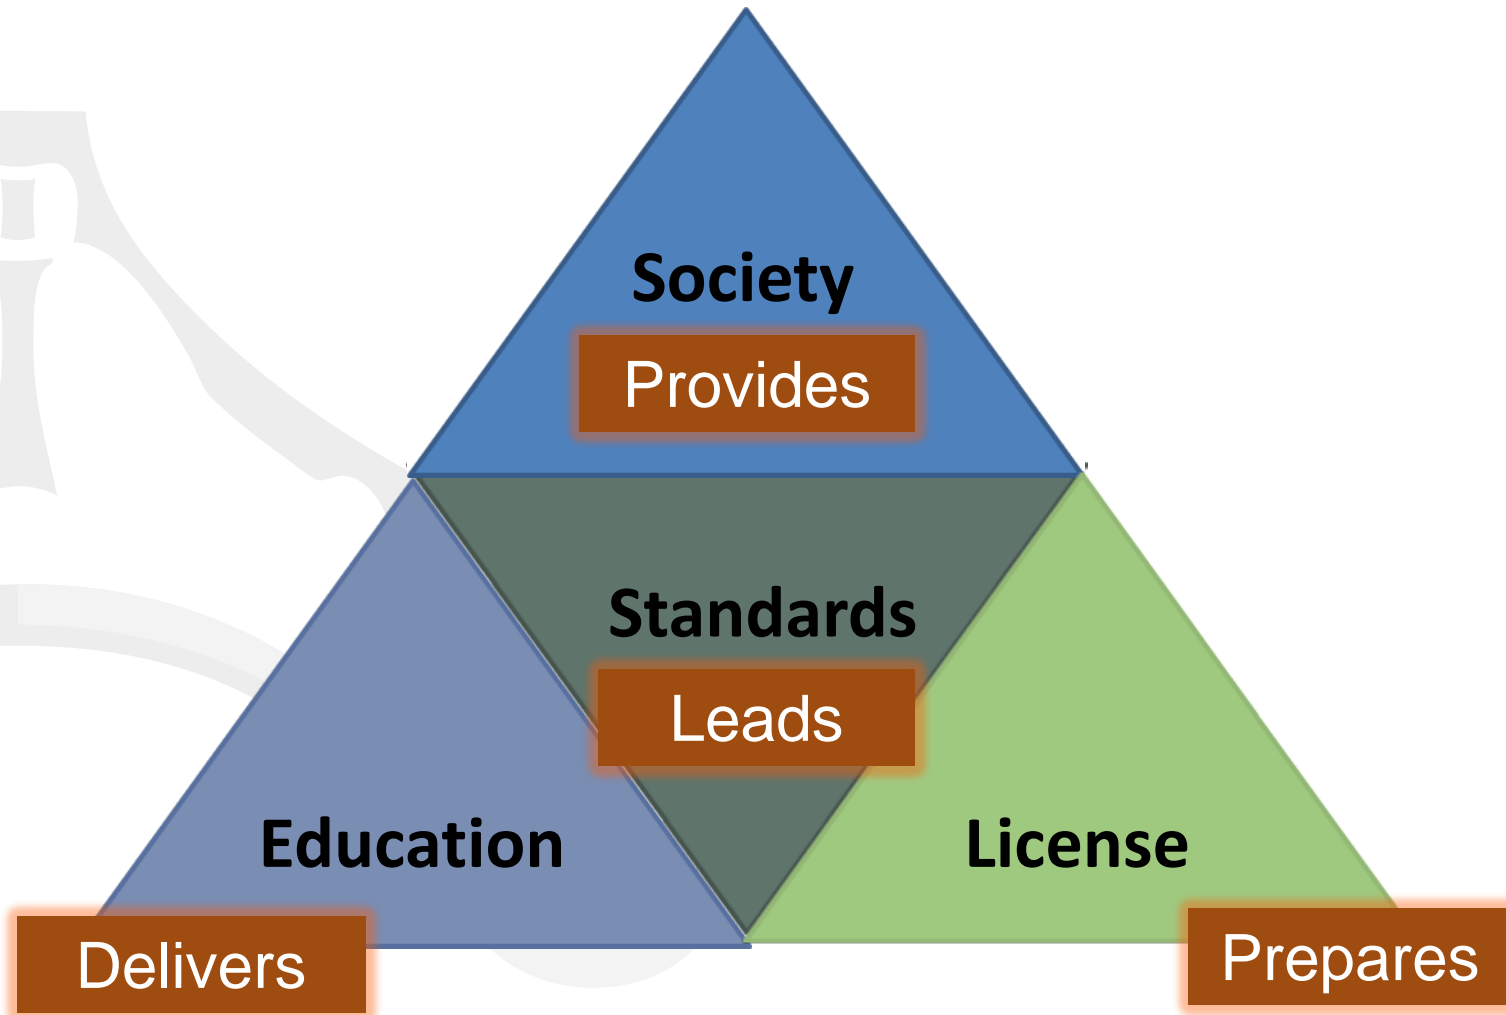 Society
Provides
Standards
Leads
Education
License
Delivers
Prepares